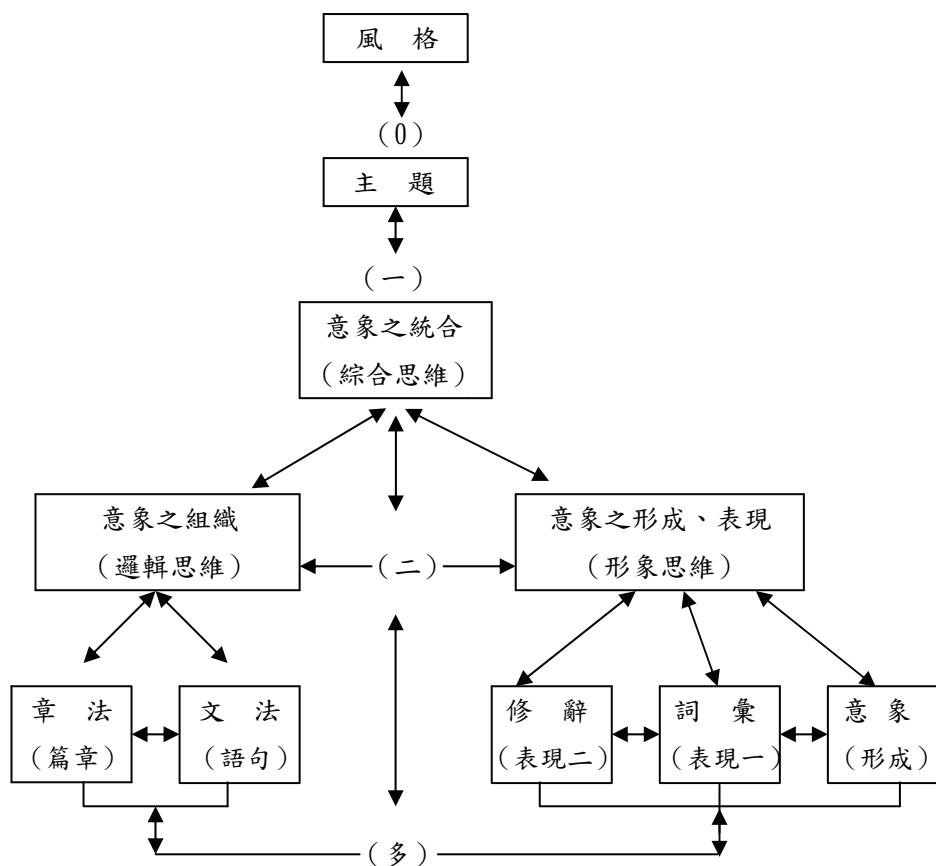 風 格
（0）
主 題
（一）
意象之統合
（綜合思維）
意象之組織
（邏輯思維）
（二）
意象之形成、表現
（形象思維）
章 法
（篇章）
文 法
（語句）
修 辭
（表現二）
詞 彙
（表現一）
意 象
（形成）
（多）